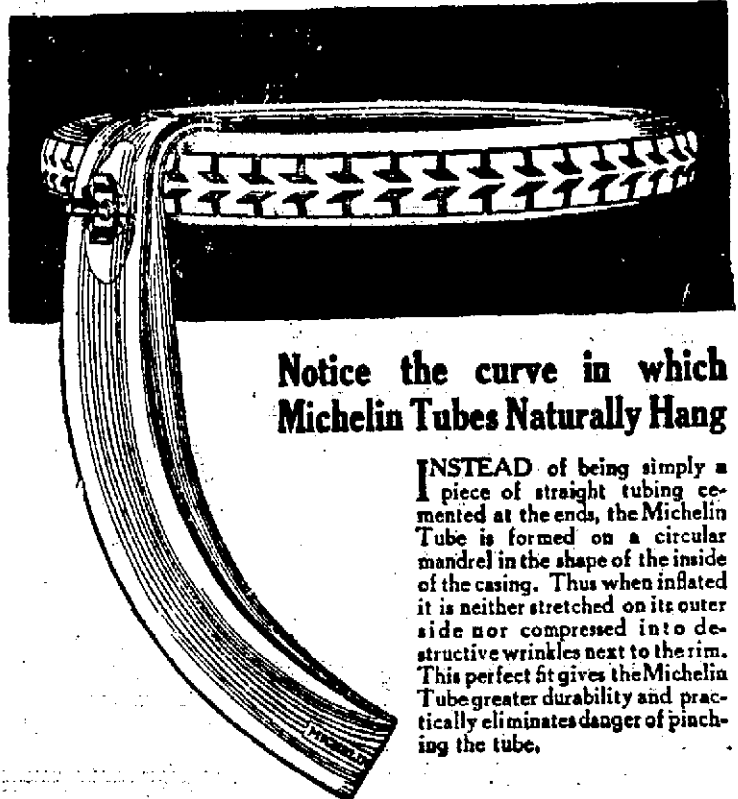 Notice the curve in which
Michelin Tubes Naturally Hang
INSTEAD of being simply a
piece of straight tubing ce-
mented at the ends, the Michelin
Tube is formed on a circular
mandrel in the shape of the inside
of the casing. Thus when inflated
it is neither stretched on its outer
side nor compressed into de-
structive wrinkles next to the rim.
This perfect fit gives the Michelin
Tube greater durability and prac-
tically eliminates danger of pinch-
ing the tube.
MICHELIN